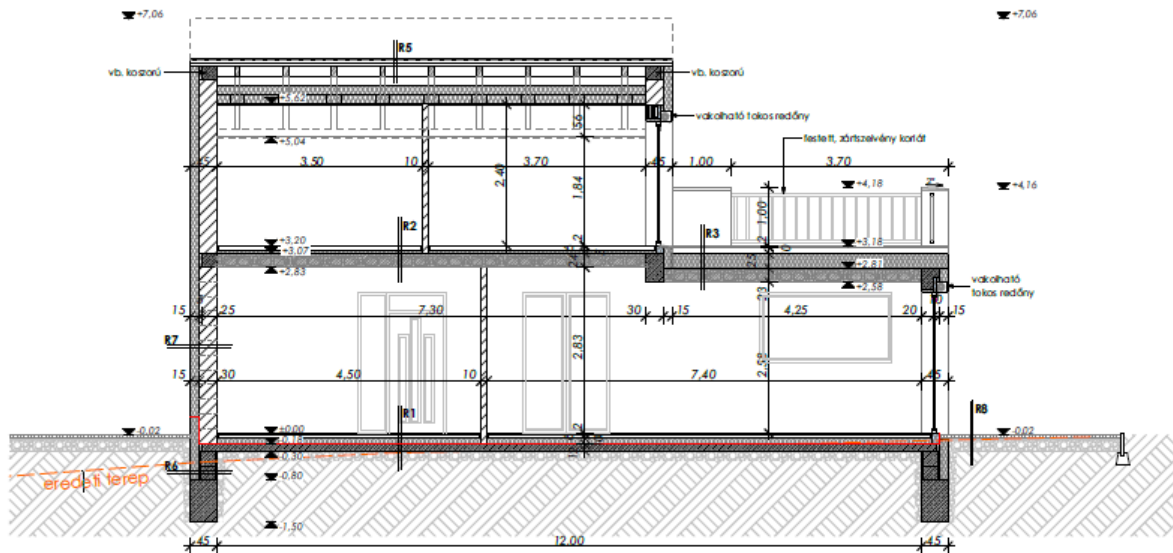 +7,06 +7,06
R5
vb. koszorú vb. koszorú
+5,62
vakolható tokos redőny
56
+5,04
festett, zártszelvény korlát
45 3,50 10 3,70 45 1,00 3,70
2,40
1,84
+4,18 +4,16
1,00
R2 R3
+3,20
+3,07
+2,83
+3,18
+2,81
+2,58
25
23
vakolható
tokos redőny
10
15 25 7,30 30 15 4,25 20 15
R7
2,83
2,58
15 30 4,50 10 7,40 45
R1 R8
-0,02 ±0,00 -0,02
-0,30
R6
-0,80
eredeti terep
-1,50
45 12,00 45